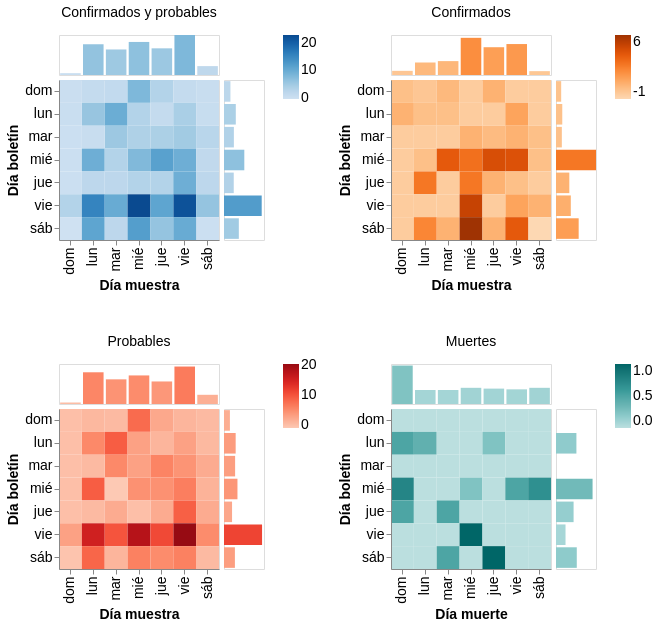 Confirmados y probables
20
10
0
Día boletín
dom
lun
mar
mié
jue
vie
sáb
dom
lun
mar
mié
jue
vie
sáb
Día muestra
Confirmados
6
-1
Día boletín
dom
lun
mar
mié
jue
vie
sáb
dom
lun
mar
mié
jue
vie
sáb
Día muestra
Probables
20
10
0
Día boletín
dom
lun
mar
mié
jue
vie
sáb
dom
lun
mar
mié
jue
vie
sáb
Día muestra
Muertes
1.0
0.5
0.0
Día boletín
dom
lun
mar
mié
jue
vie
sáb
dom
lun
mar
mié
jue
vie
sáb
Día muerte